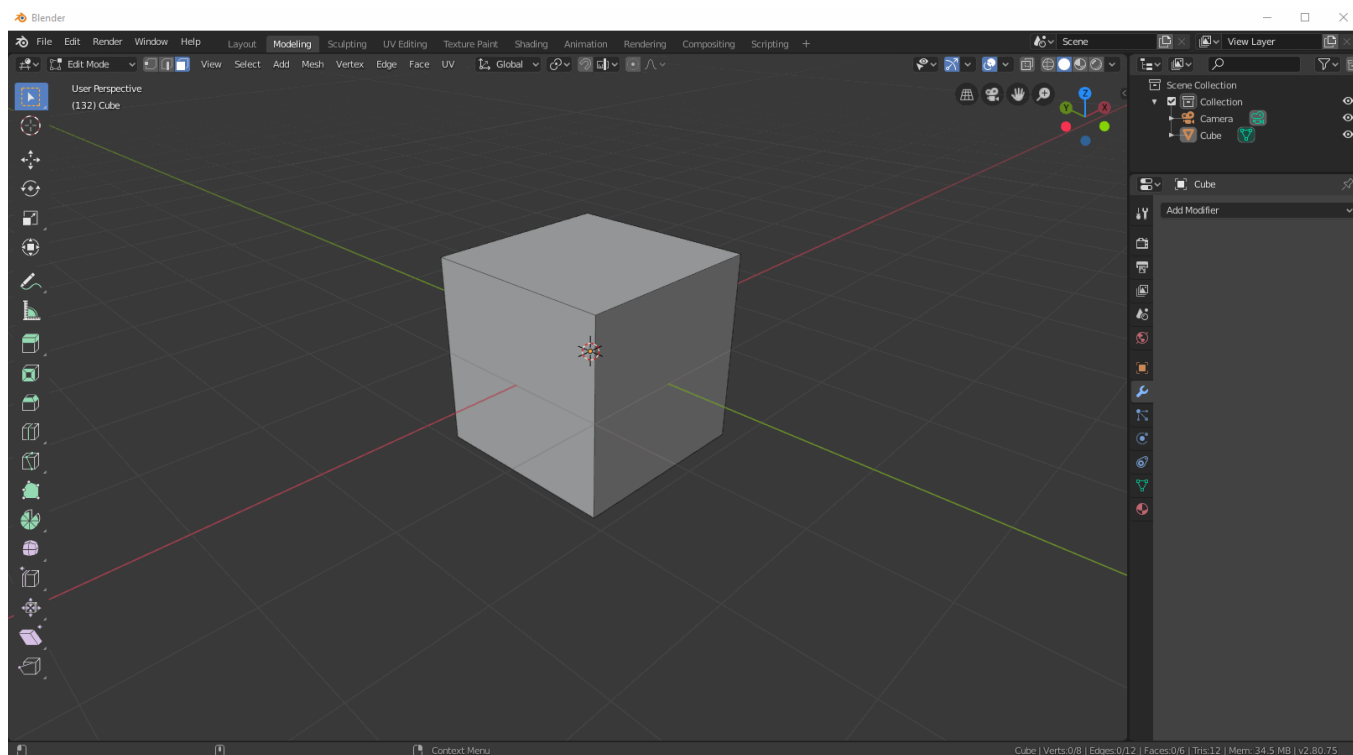 Blender
File Edit Render Window Help Layout Modeling Sculpting UV Editing Texture Paint Shading Animation Rendering Compositing Scripting + Scene View Layer
Edit Mode View Select Add Mesh Vertex Edge Face UV Global
User Perspective
(132) Cube
Z
Y
X
Scene Collection
Collection
Camera
Cube
Cube
Add Modifier
Context Menu
Cube | Verts:0/8 | Edges:0/12 | Faces:0/6 | Tris:12 | Mem: 34.5 MB | v2.80.75